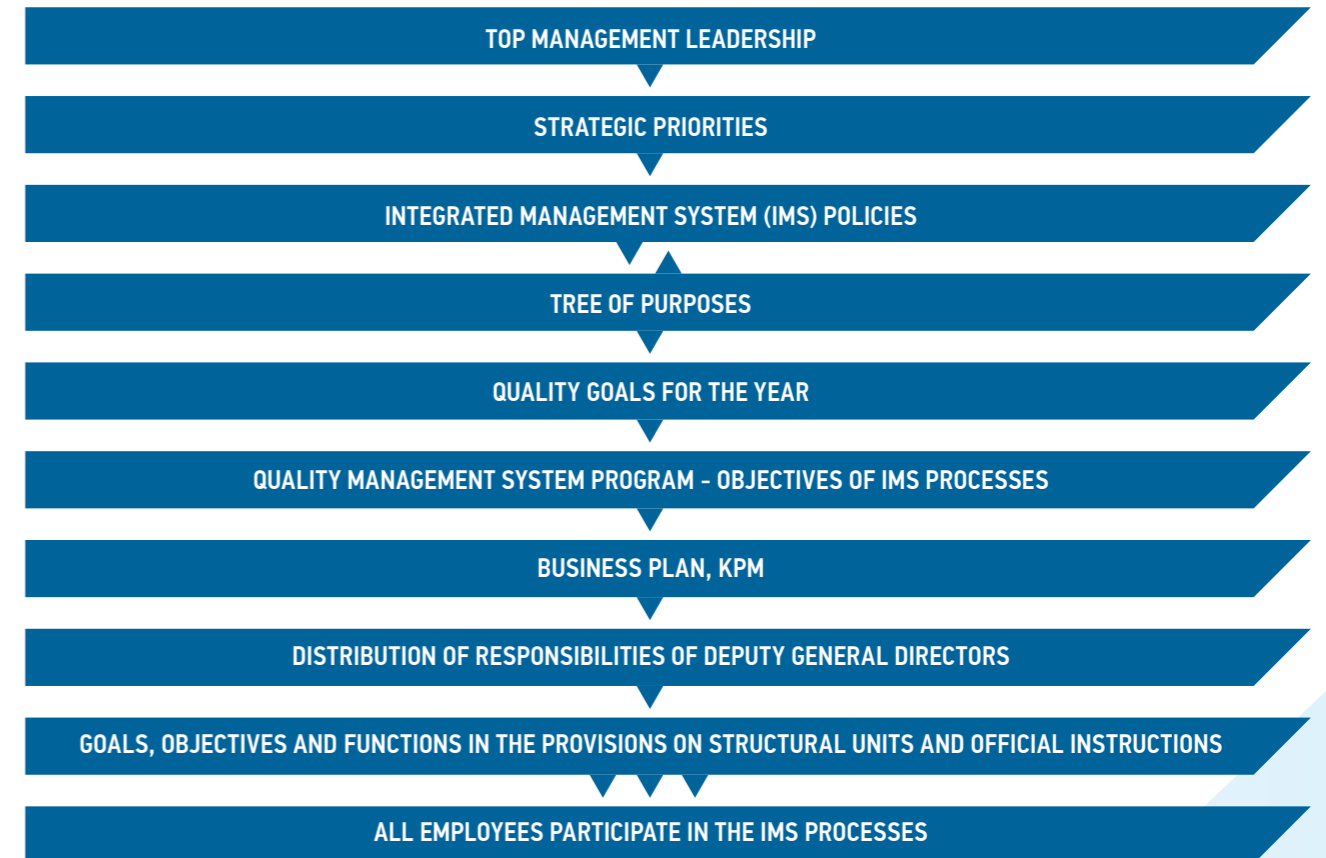 TOP MANAGEMENT LEADERSHIP
STRATEGIC PRIORITIES
INTEGRATED MANAGEMENT SYSTEM (IMS) POLICIES
TREE OF PURPOSES
QUALITY GOALS FOR THE YEAR
QUALITY MANAGEMENT SYSTEM PROGRAM - OBJECTIVES OF IMS PROCESSES
BUSINESS PLAN, KPM
DISTRIBUTION OF RESPONSIBILITIES OF DEPUTY GENERAL DIRECTORS
GOALS, OBJECTIVES AND FUNCTIONS IN THE PROVISIONS ON STRUCTURAL UNITS AND OFFICIAL INSTRUCTIONS
ALL EMPLOYEES PARTICIPATE IN THE IMS PROCESSES